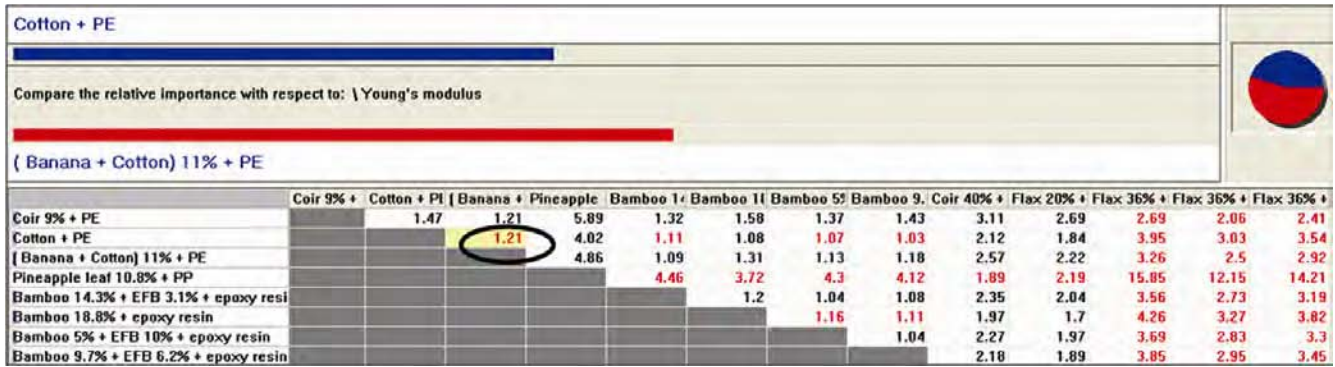 Cotton + PE
Compare the relative importance with respect to: \ Young's modulus
( Banana + Cotton) 11% + PE
Coir 9% + Cotton + Pl ( Banana + Pineapple Bamboo 14 Bamboo 18 Bamboo 5% Bamboo 9. Coir 40% + Flax 20% + Flax 36% + Flax 36% + Flax 36% +
Coir 9% + PE 1.47 1.21 5.89 1.32 1.58 1.37 1.43 3.11 2.69 2.69 2.06 2.41
Cotton + PE 1.21 4.02 1.11 1.08 1.07 1.03 2.12 1.84 3.95 3.03 3.54
( Banana + Cotton) 11% + PE 4.86 1.09 1.31 1.13 1.18 2.57 2.22 3.26 2.5 2.92
Pineapple leaf 10.8% + PP 4.46 3.72 4.3 4.12 1.89 2.19 15.85 12.15 14.21
Bamboo 14.3% + EFB 3.1% + epoxy resi 1.2 1.04 1.08 2.35 2.04 3.56 2.73 3.19
Bamboo 18.8% + epoxy resin 1.16 1.11 1.97 1.7 4.26 3.27 3.82
Bamboo 5% + EFB 10% + epoxy resin 1.04 2.27 1.97 3.69 2.83 3.3
Bamboo 9.7% + EFB 6.2% + epoxy resin 2.18 1.89 3.85 2.95 3.45